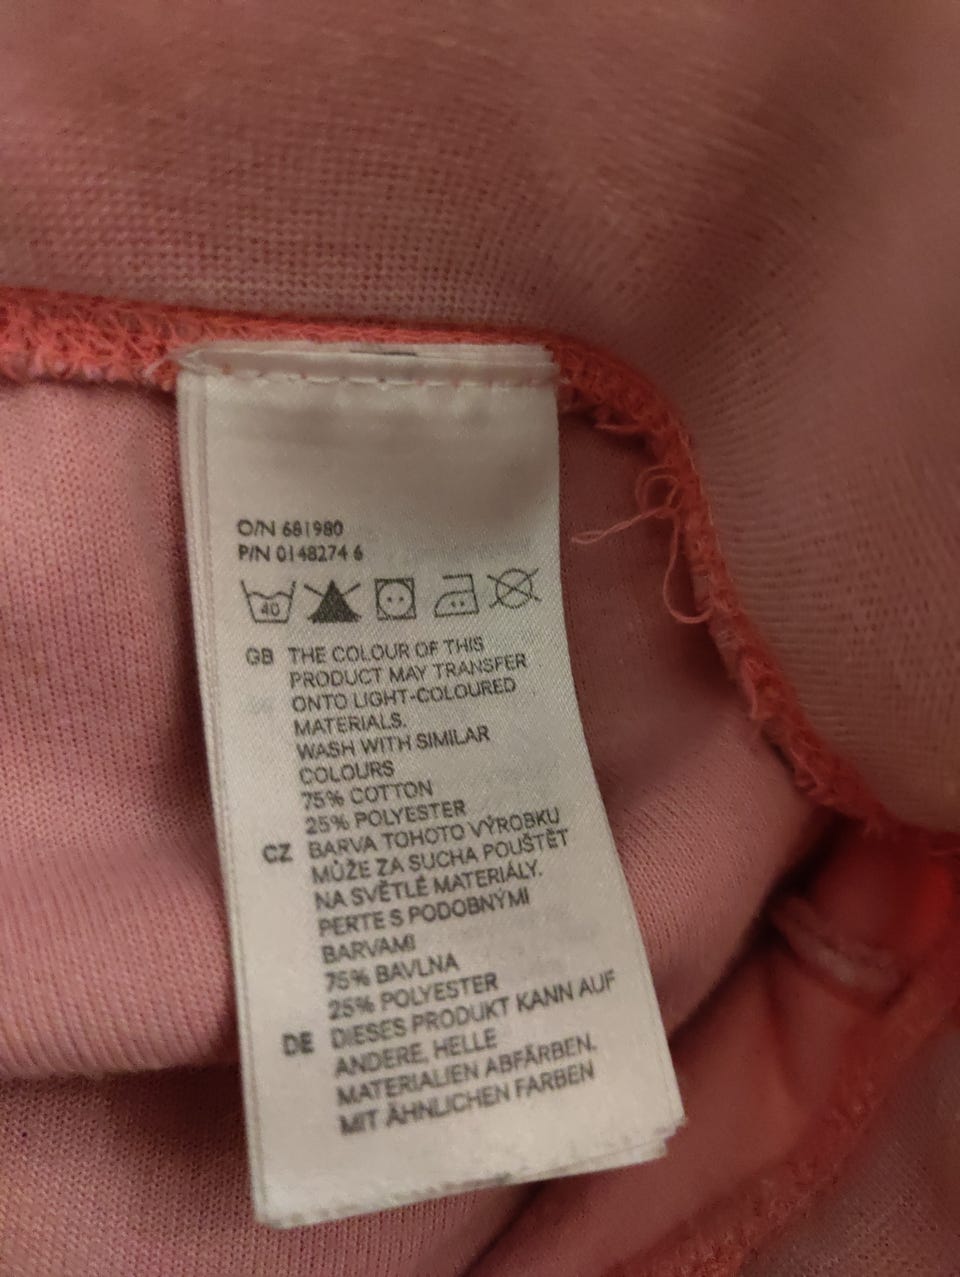 O/N 681980
P/N 0148274 6
40
GB THE COLOUR OF THIS
PRODUCT MAY TRANSFER
ONTO LIGHT-COLOURED
MATERIALS.
WASH WITH SIMILAR
COLOURS
75% COTTON
25% POLYESTER
CZ BARVA TOHOTO VÝROBKU
MŮŽE ZA SUCHA POUŠTĚT
NA SVĚTLÉ MATERIÁLY.
PERTE S PODOBNÝMI
BARVAMI
75% BAVLNA
25% POLYESTER
DE DIESES PRODUKT KANN AUF
ANDERE, HELLE
MATERIALIEN ABFÄRBEN.
MIT ÄHNLICHEN FARBEN